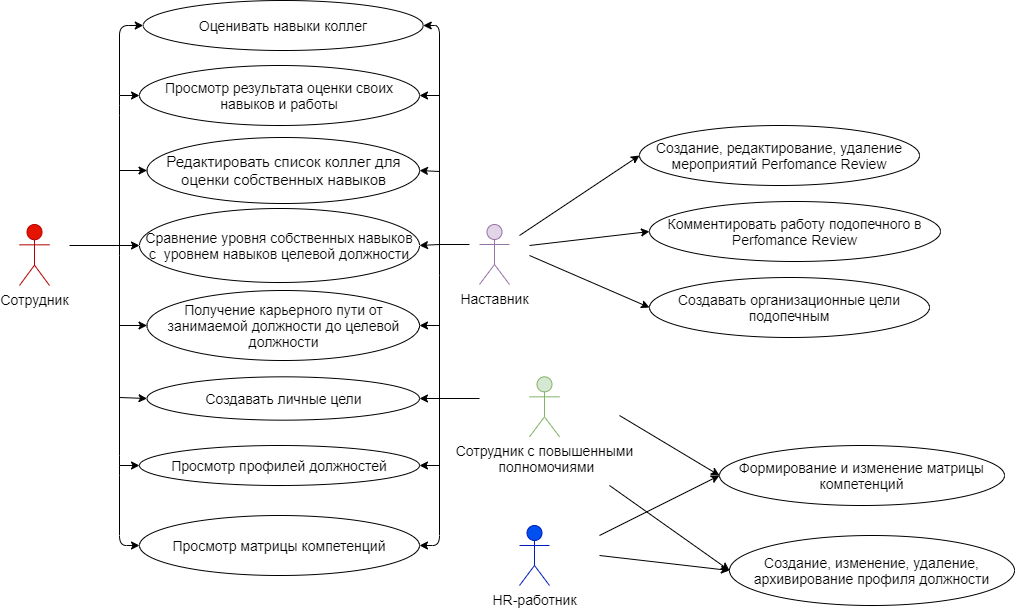 Оценивать навыки коллег
Просмотр результата оценки своих
навыков и работы
Редактировать список коллег для
оценки собственных навыков
Сравнение уровня собственных навыков
с уровнем навыков целевой должности
Получение карьерного пути от
занимаемой должности до целевой
должности
Создавать личные цели
Просмотр профилей должностей
Просмотр матрицы компетенций
Сотрудник
Наставник
Создание, редактирование, удаление
мероприятий Perfomance Review
Комментировать работу подопечного в
Perfomance Review
Создавать организационные цели
подопечным
Сотрудник с повышенными
полномочиями
Формирование и изменение матрицы
компетенций
HR-работник
Создание, изменение, удаление,
архивирование профиля должности